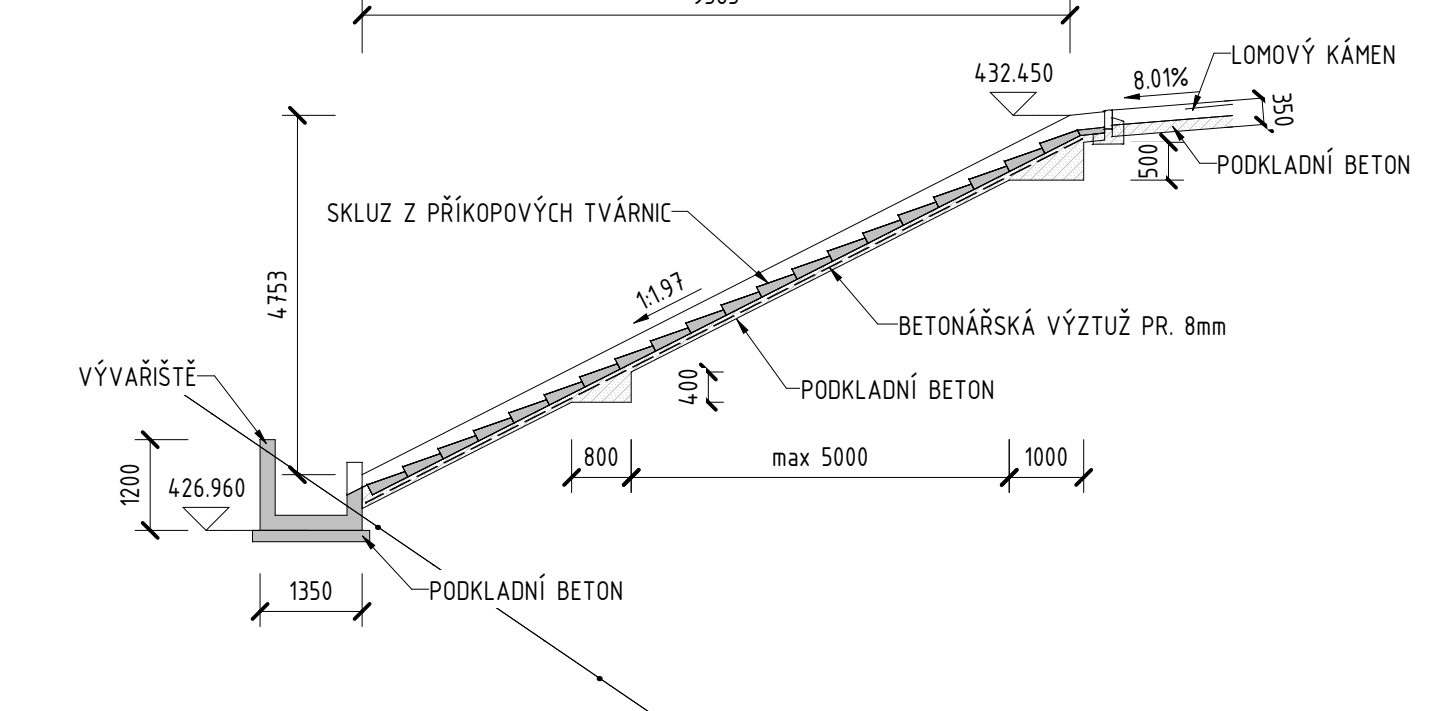 432.450
8.01%
LOMOVÝ KÁMEN
350
500
PODKLADNÍ BETON
SKLUZ Z PŘÍKOPOVÝCH TVÁRNIC
4753
1:1.97
BETONÁŘSKÁ VÝZTUŽ PR. 8mm
VÝVAŘIŠTĚ
400
PODKLADNÍ BETON
800
max 5000
1000
1200
426.960
1350
PODKLADNÍ BETON